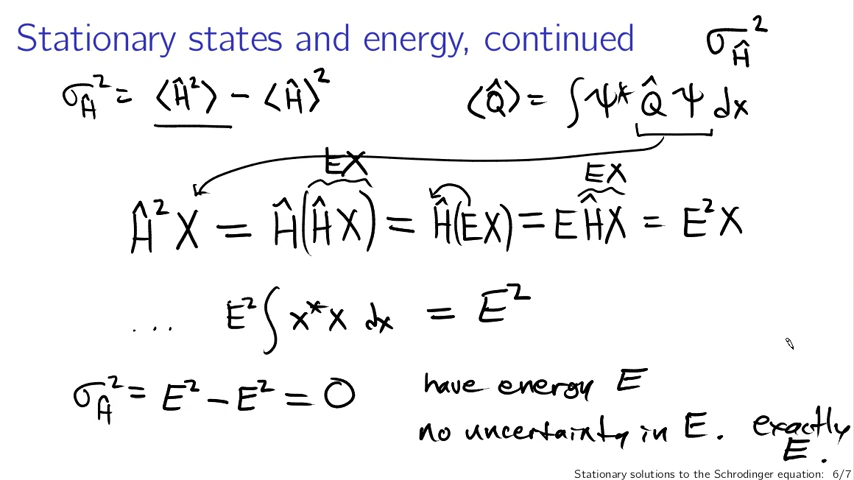 Stationary states and energy, continued
σ_Ĥ²
σ_Ĥ² = ⟨Ĥ²⟩ − ⟨Ĥ⟩²
⟨Q̂⟩ = ∫ Ψ* Q̂ Ψ dx
EX EX
Ĥ²X = Ĥ(ĤX) = Ĥ(EX) = EĤX = E²X
... E² ∫ X*X dx = E²
σ_Ĥ² = E² − E² = 0
have energy E
no uncertainty in E. exactly
E.
Stationary solutions to the Schrodinger equation: 6/7